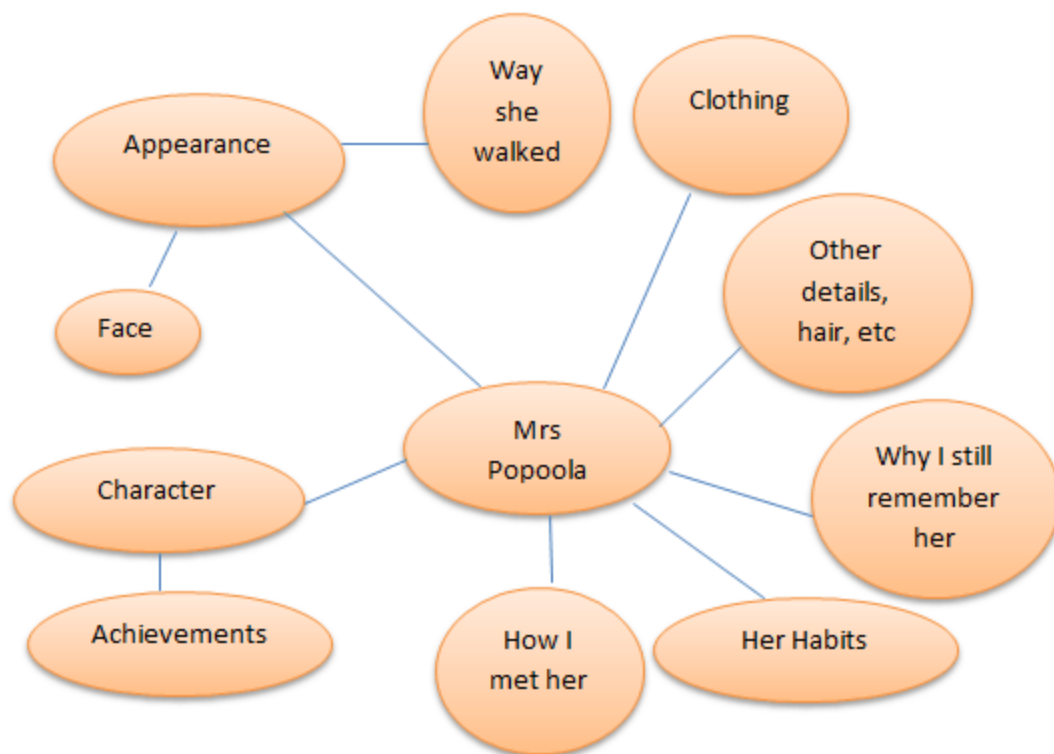 Way
she
walked
Clothing
Appearance
Other
details,
hair, etc
Face
Mrs
Popoola
Why I still
remember
her
Character
Achievements
How I
met her
Her Habits